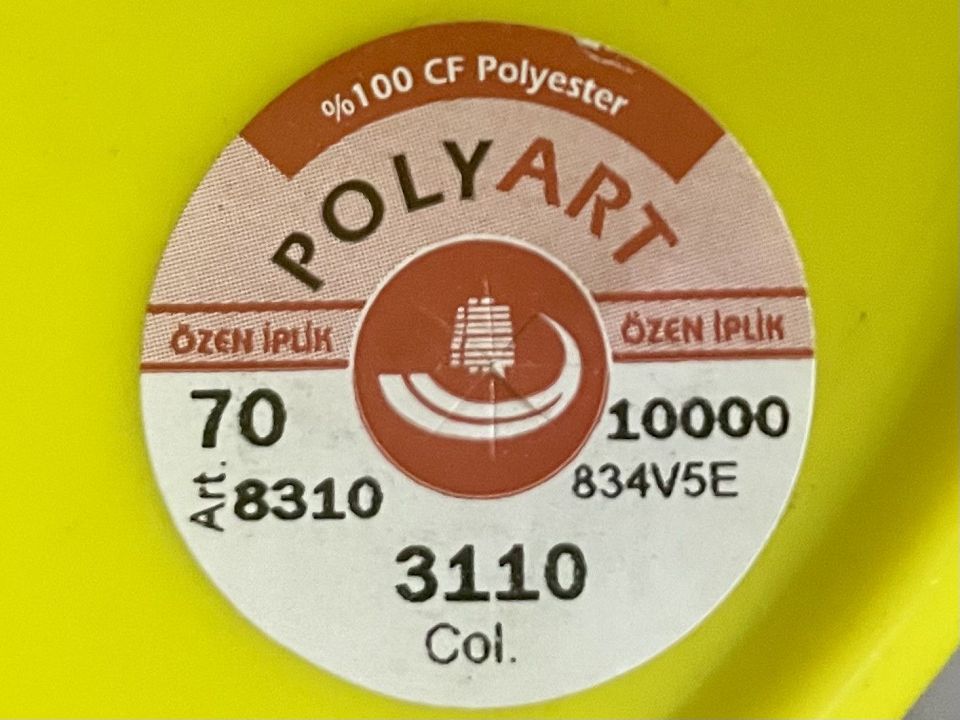 %100 CF Polyester
POLYART
ÖZEN İPLİK ÖZEN İPLİK
70 10000
Art. 8310 834V5E
3110
Col.